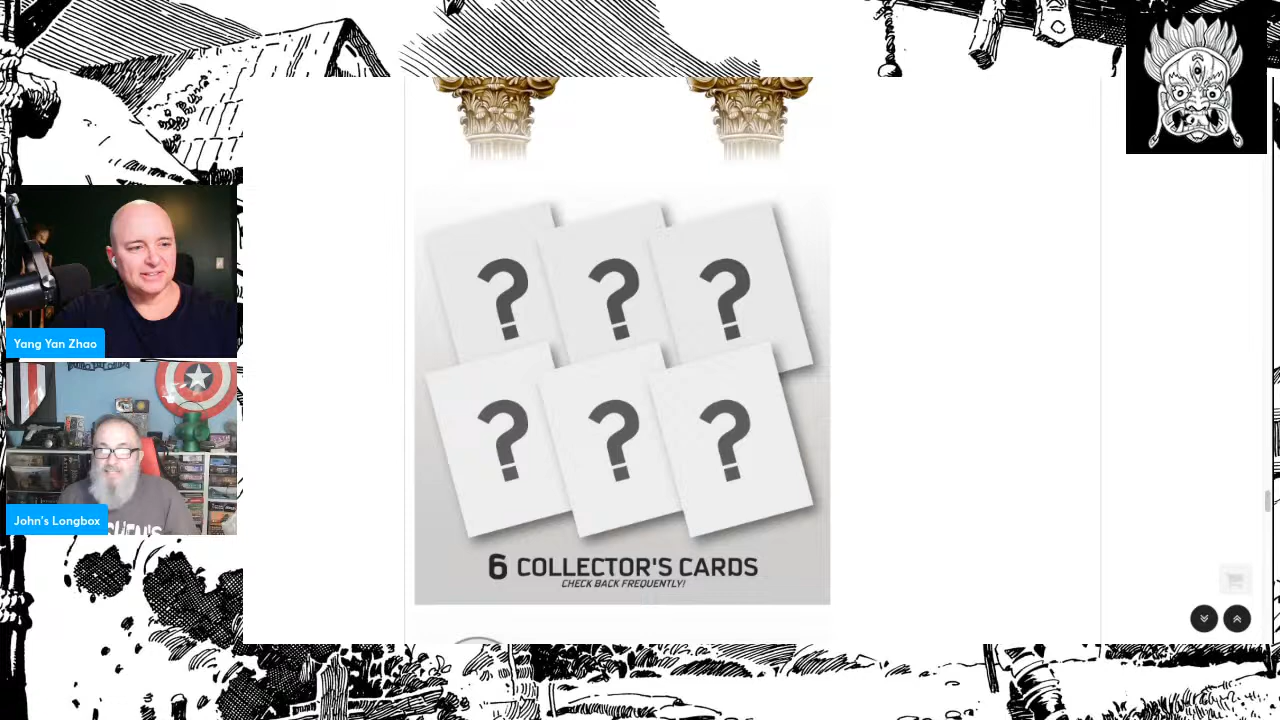 Yang Yan Zhao
John's Longbox
? ? ?
? ? ?
6 COLLECTOR'S CARDS
CHECK BACK FREQUENTLY!